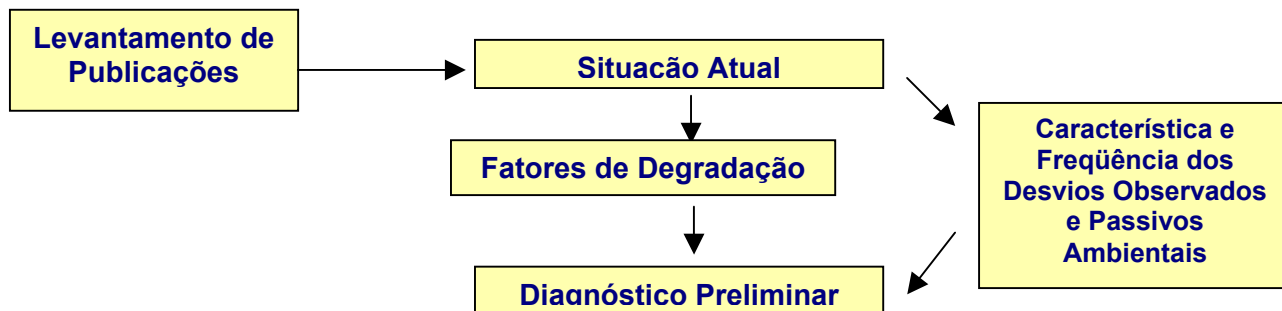 Levantamento de
Publicações
Situacão Atual
Fatores de Degradação
Característica e
Freqüência dos
Desvios Observados
e Passivos
Ambientais
Diagnóstico Preliminar